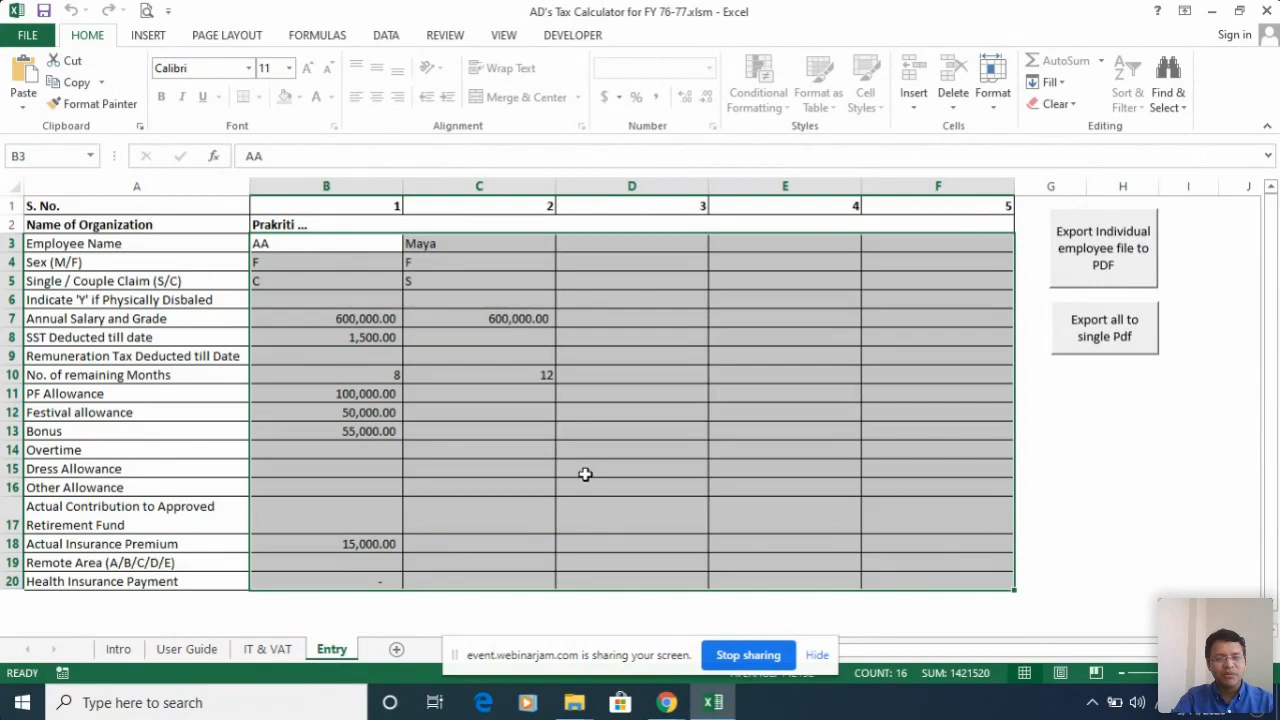 AD's Tax Calculator for FY 76-77.xlsm - Excel
FILE HOME INSERT PAGE LAYOUT FORMULAS DATA REVIEW VIEW DEVELOPER Sign in
Paste
Cut
Copy
Format Painter
Calibri 11
B I U
Wrap Text
Merge & Center
$ % ,
Conditional Formatting
Format as Table
Cell Styles
Insert Delete Format
AutoSum
Fill
Clear
Sort & Filter
Find & Select
Clipboard Font Alignment Number Styles Cells Editing
B3 fx AA
A B C D E F G H I J
1 S. No. 1 2 3 4 5
2 Name of Organization Prakriti ...
3 Employee Name AA Maya
4 Sex (M/F) F F
5 Single / Couple Claim (S/C) C S
6 Indicate 'Y' if Physically Disbaled
7 Annual Salary and Grade 600,000.00 600,000.00
8 SST Deducted till date 1,500.00
9 Remuneration Tax Deducted till Date
10 No. of remaining Months 8 12
11 PF Allowance 100,000.00
12 Festival allowance 50,000.00
13 Bonus 55,000.00
14 Overtime
15 Dress Allowance
16 Other Allowance
Actual Contribution to Approved
17 Retirement Fund
18 Actual Insurance Premium 15,000.00
19 Remote Area (A/B/C/D/E)
20 Health Insurance Payment -
Export Individual
employee file to
PDF
Export all to
single Pdf
Intro User Guide IT & VAT Entry
event.webinarjam.com is sharing your screen. Stop sharing Hide
READY COUNT: 16 SUM: 1421520
Type here to search